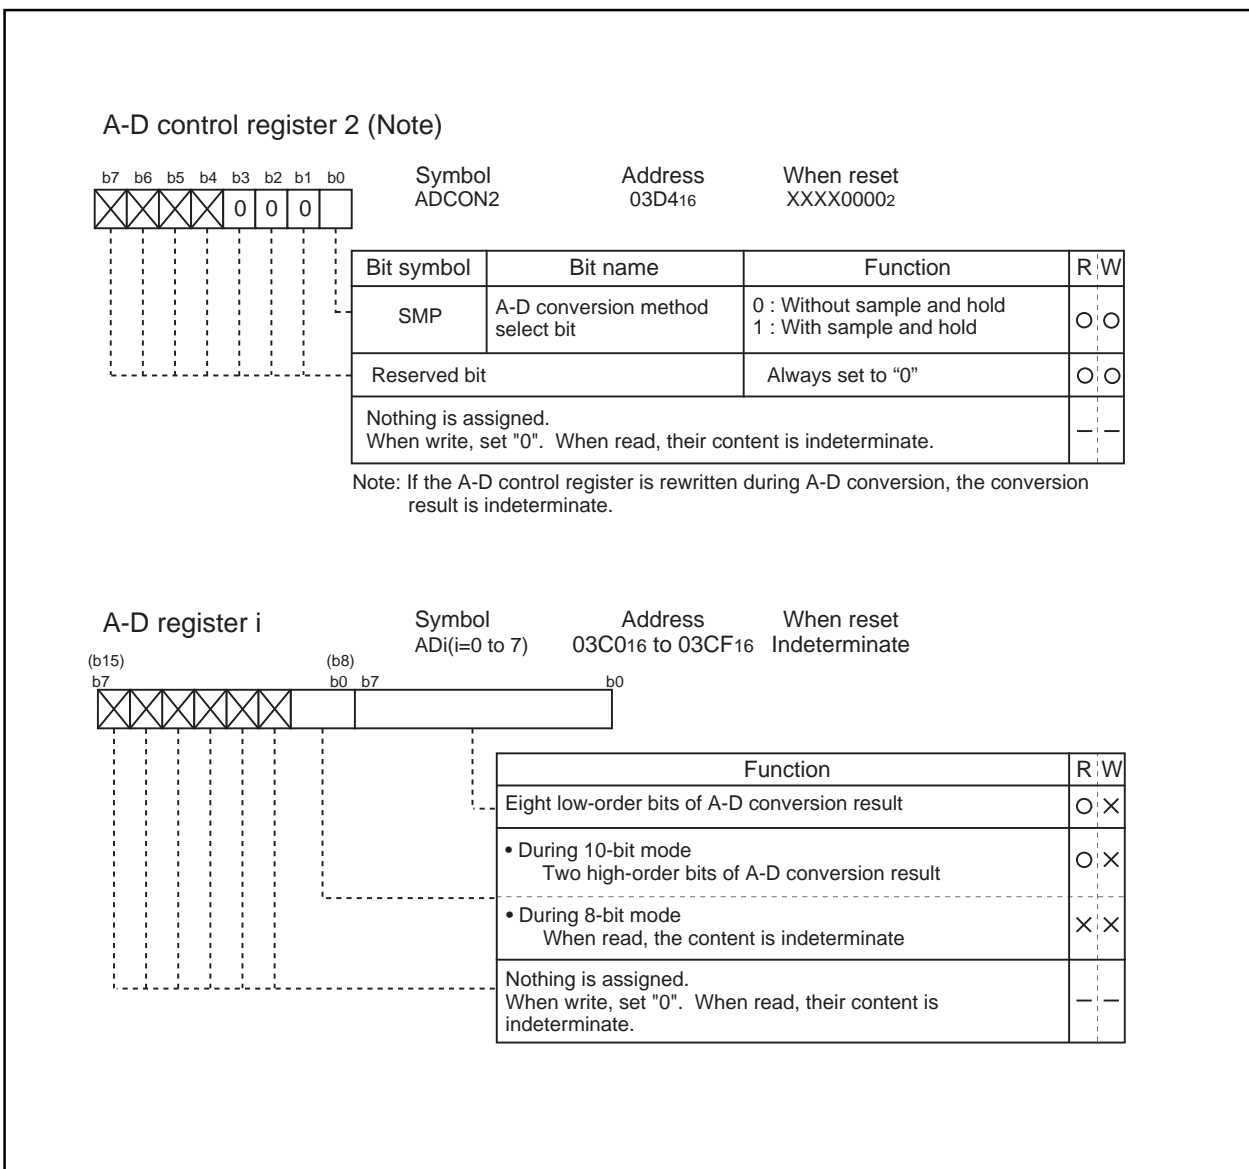 A-D control register 2 (Note)
b7 b6 b5 b4 b3 b2 b1 b0
0 0 0
Symbol Address When reset
ADCON2 03D416 XXXX00002
Bit symbol Bit name Function R W
SMP A-D conversion method select bit 0 : Without sample and hold
1 : With sample and hold
Reserved bit Always set to “0”
Nothing is assigned.
When write, set "0". When read, their content is indeterminate.
Note: If the A-D control register is rewritten during A-D conversion, the conversion
result is indeterminate.
A-D register i
Symbol Address When reset
ADi(i=0 to 7) 03C016 to 03CF16 Indeterminate
(b15) (b8)
b7 b0 b7 b0
Function R W
Eight low-order bits of A-D conversion result
• During 10-bit mode
Two high-order bits of A-D conversion result
• During 8-bit mode
When read, the content is indeterminate
Nothing is assigned.
When write, set "0". When read, their content is
indeterminate.